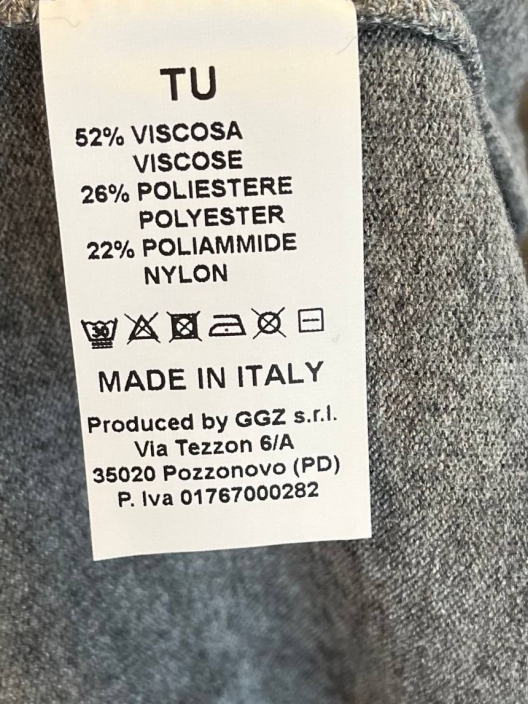 TU
52% VISCOSA
VISCOSE
26% POLIESTERE
POLYESTER
22% POLIAMMIDE
NYLON
30
MADE IN ITALY
Produced by GGZ s.r.l.
Via Tezzon 6/A
35020 Pozzonovo (PD)
P. Iva 01767000282